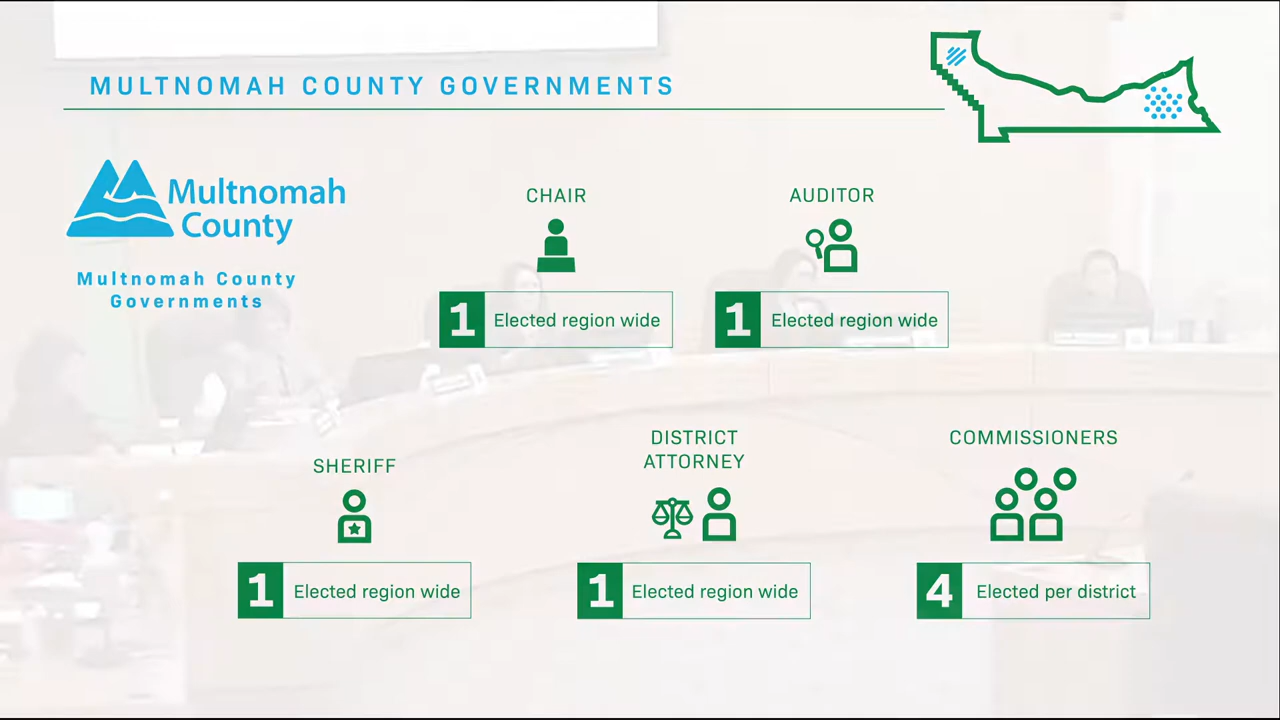 MULTNOMAH COUNTY GOVERNMENTS
Multnomah
County
Multnomah County
Governments
CHAIR
1 Elected region wide
AUDITOR
1 Elected region wide
SHERIFF
1 Elected region wide
DISTRICT
ATTORNEY
1 Elected region wide
COMMISSIONERS
4 Elected per district